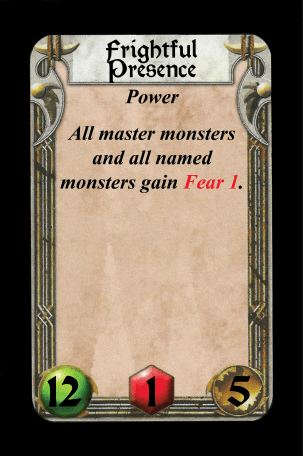 Frightful
Presence
Power
All master monsters
and all named
monsters gain Fear 1.
12
1
5